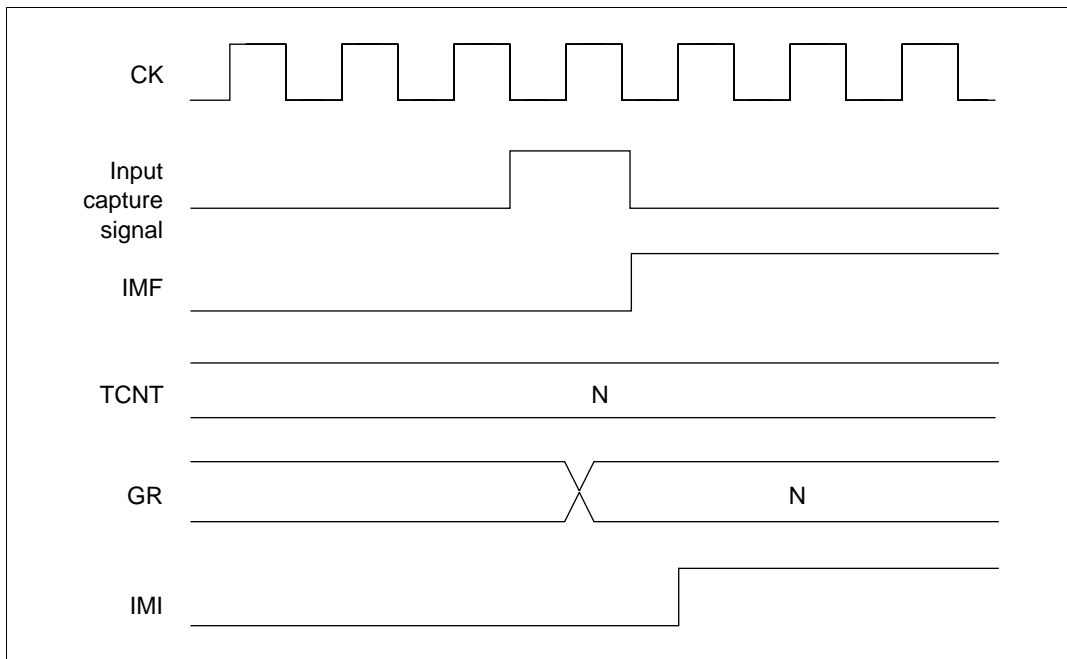 CK
Input
capture
signal
IMF
TCNT
N
GR
N
IMI